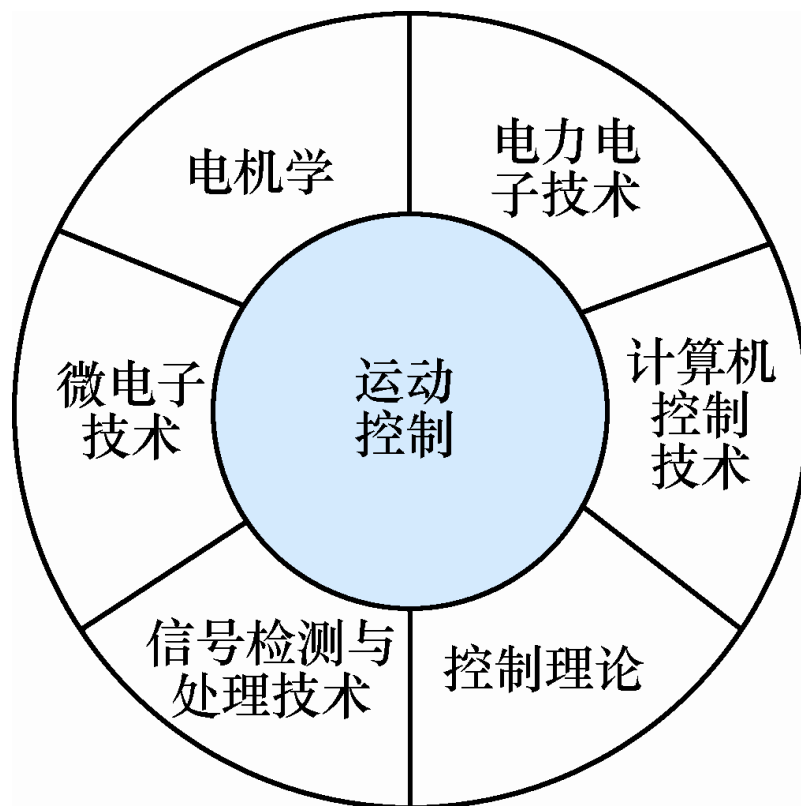 电机学
电力电
子技术
微电子
技术
运动
控制
计算机
控制
技术
信号检测与
处理技术
控制理论